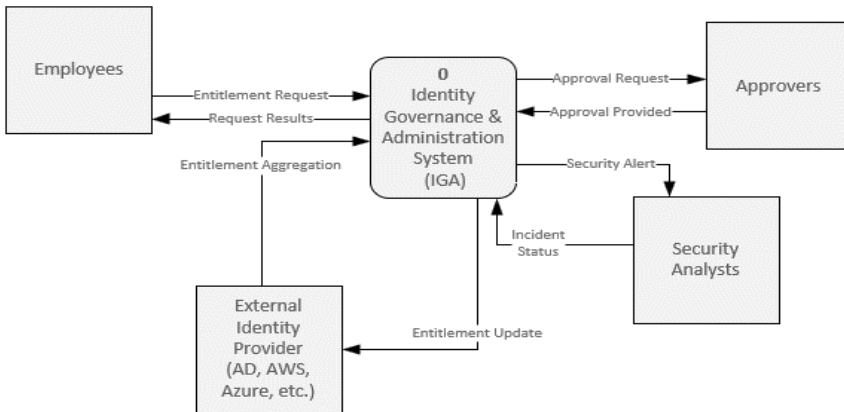 Employees
Entitlement Request
Request Results
Entitlement Aggregation
0
Identity
Governance &
Administration
System
(IGA)
Approval Request
Approval Provided
Approvers
Security Alert
Incident
Status
Security
Analysts
External
Identity
Provider
(AD, AWS,
Azure, etc.)
Entitlement Update